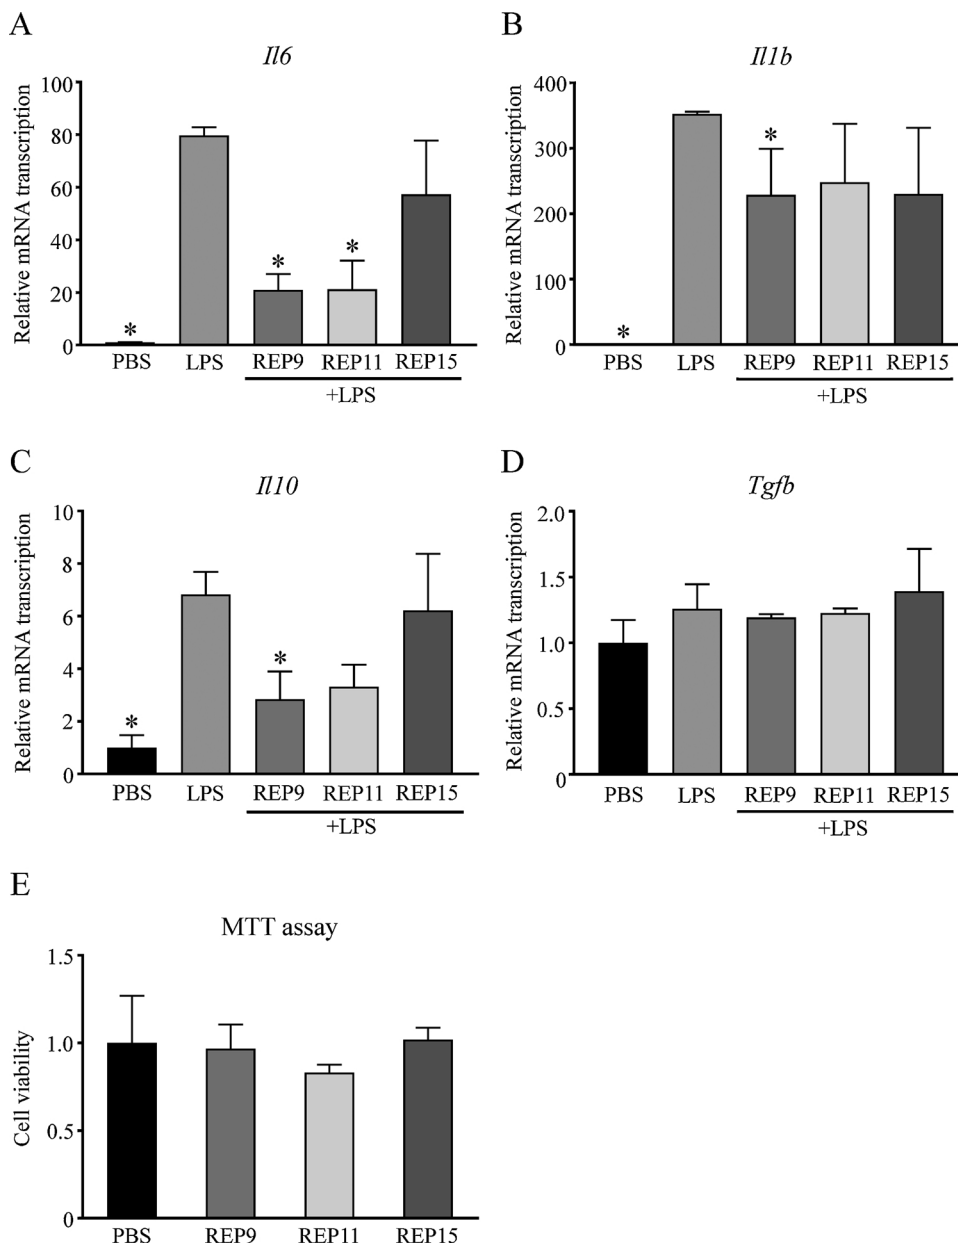 A
Il6
Relative mRNA transcription
100
80
60
40
20
0
*
*
*
PBS LPS REP9 REP11 REP15
+LPS
B
Il1b
Relative mRNA transcription
400
300
200
100
0
*
*
PBS LPS REP9 REP11 REP15
+LPS
C
Il10
Relative mRNA transcription
10
8
6
4
2
0
*
*
PBS LPS REP9 REP11 REP15
+LPS
D
Tgfb
Relative mRNA transcription
2.0
1.5
1.0
0.5
0.0
PBS LPS REP9 REP11 REP15
+LPS
E
MTT assay
Cell viability
1.5
1.0
0.5
0
PBS REP9 REP11 REP15